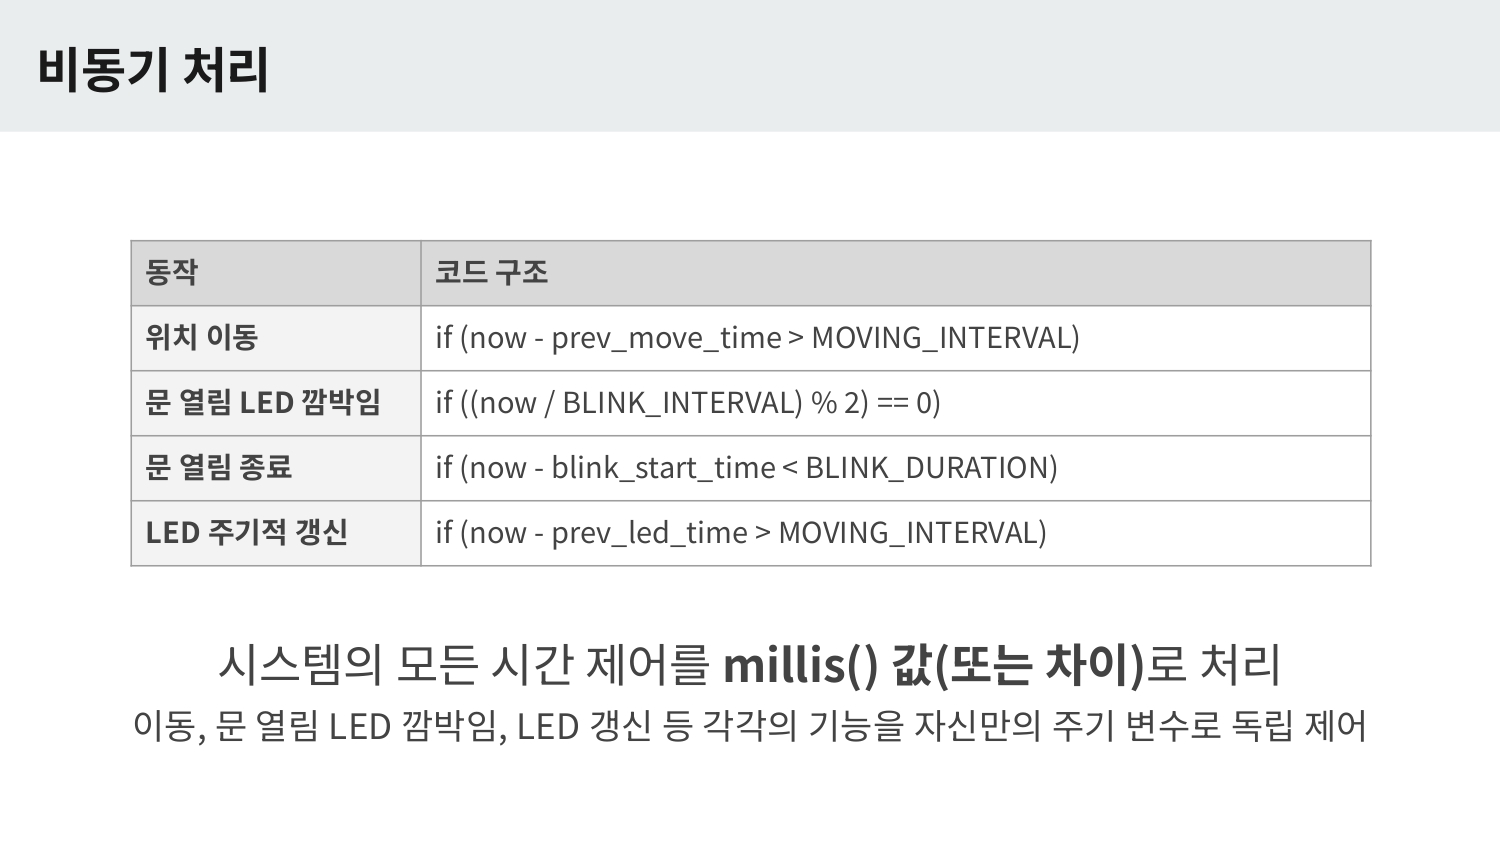 비동기 처리
동작 코드 구조
위치 이동 if (now - prev_move_time > MOVING_INTERVAL)
문 열림 LED 깜박임 if ((now / BLINK_INTERVAL) % 2) == 0)
문 열림 종료 if (now - blink_start_time < BLINK_DURATION)
LED 주기적 갱신 if (now - prev_led_time > MOVING_INTERVAL)
시스템의 모든 시간 제어를 millis() 값(또는 차이)로 처리
이동, 문 열림 LED 깜박임, LED 갱신 등 각각의 기능을 자신만의 주기 변수로 독립 제어